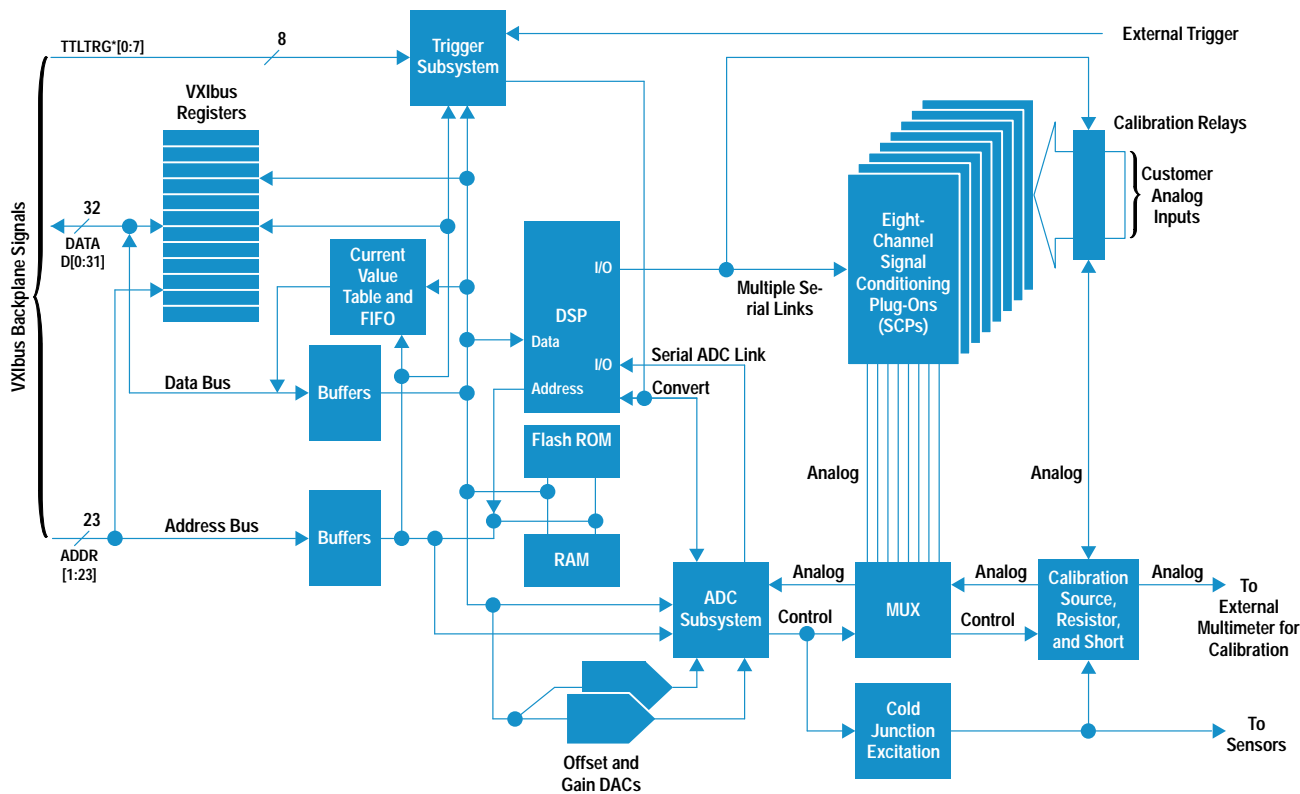 TTLTRG*[0:7]
8
Trigger
Subsystem
External Trigger
VXIbus
Registers
Calibration Relays
Customer
Analog
Inputs
VXIbus Backplane Signals
32
DATA
D[0:31]
Current
Value
Table and
FIFO
I/O
DSP
Data
I/O
Address
Multiple Se-
rial Links
Eight-
Channel
Signal
Conditioning
Plug-Ons
(SCPs)
Serial ADC Link
Convert
Data Bus
Buffers
Flash ROM
Analog
Analog
23
ADDR
[1:23]
Address Bus
Buffers
RAM
ADC
Subsystem
Analog
Control
MUX
Analog
Control
Calibration
Source,
Resistor,
and Short
Analog
To
External
Multimeter for
Calibration
Cold
Junction
Excitation
To
Sensors
Offset and
Gain DACs